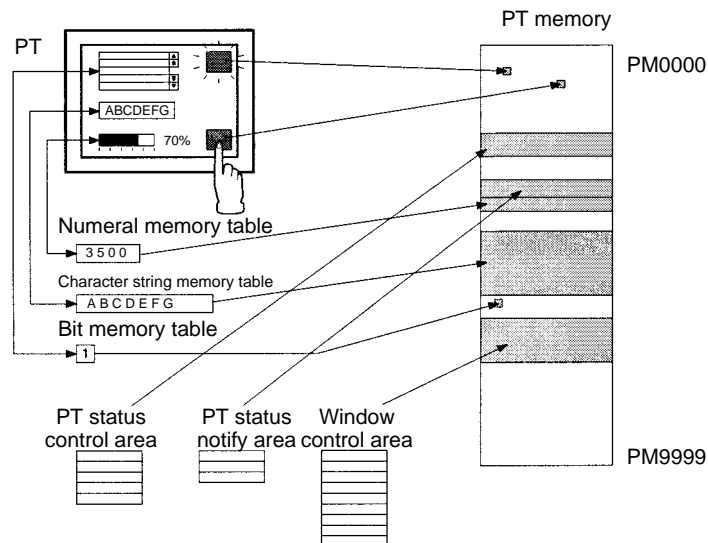 PT memory
PT
PM0000
ABCDEFG
70%
Numeral memory table
3500
Character string memory table
ABCDEFG
Bit memory table
1
PT status
control area
PT status
notify area
Window
control area
PM9999